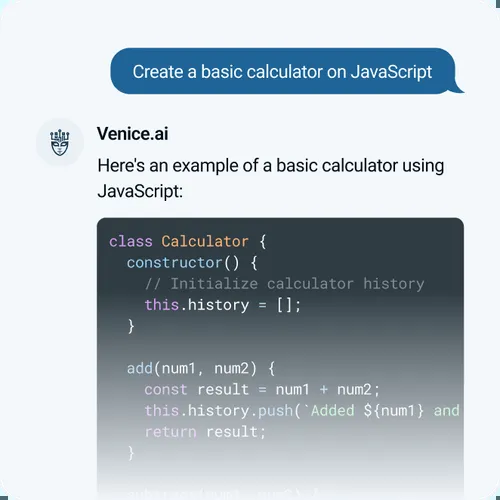 Create a basic calculator on JavaScript
Venice.ai
Here's an example of a basic calculator using
JavaScript:
class Calculator {
constructor() {
// Initialize calculator history
this.history = [];
}
add(num1, num2) {
const result = num1 + num2;
this.history.push(`Added ${num1} and
return result;
}